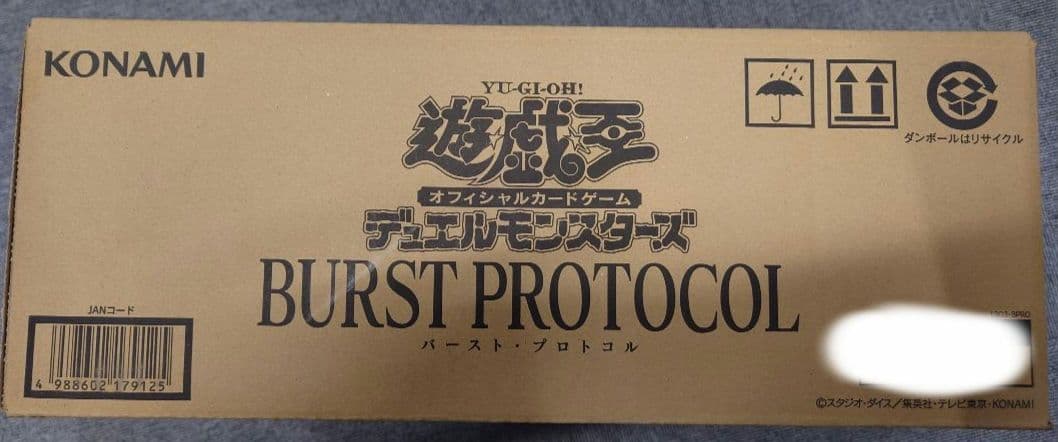 KONAMI
YU-GI-OH!
遊戯王
オフィシャルカードゲーム
デュエルモンスターズ
BURST PROTOCOL
バースト・プロトコル
ダンボールはリサイクル
JANコード
4 988602 179125
©スタジオ・ダイス/集英社・テレビ東京・KONAMI